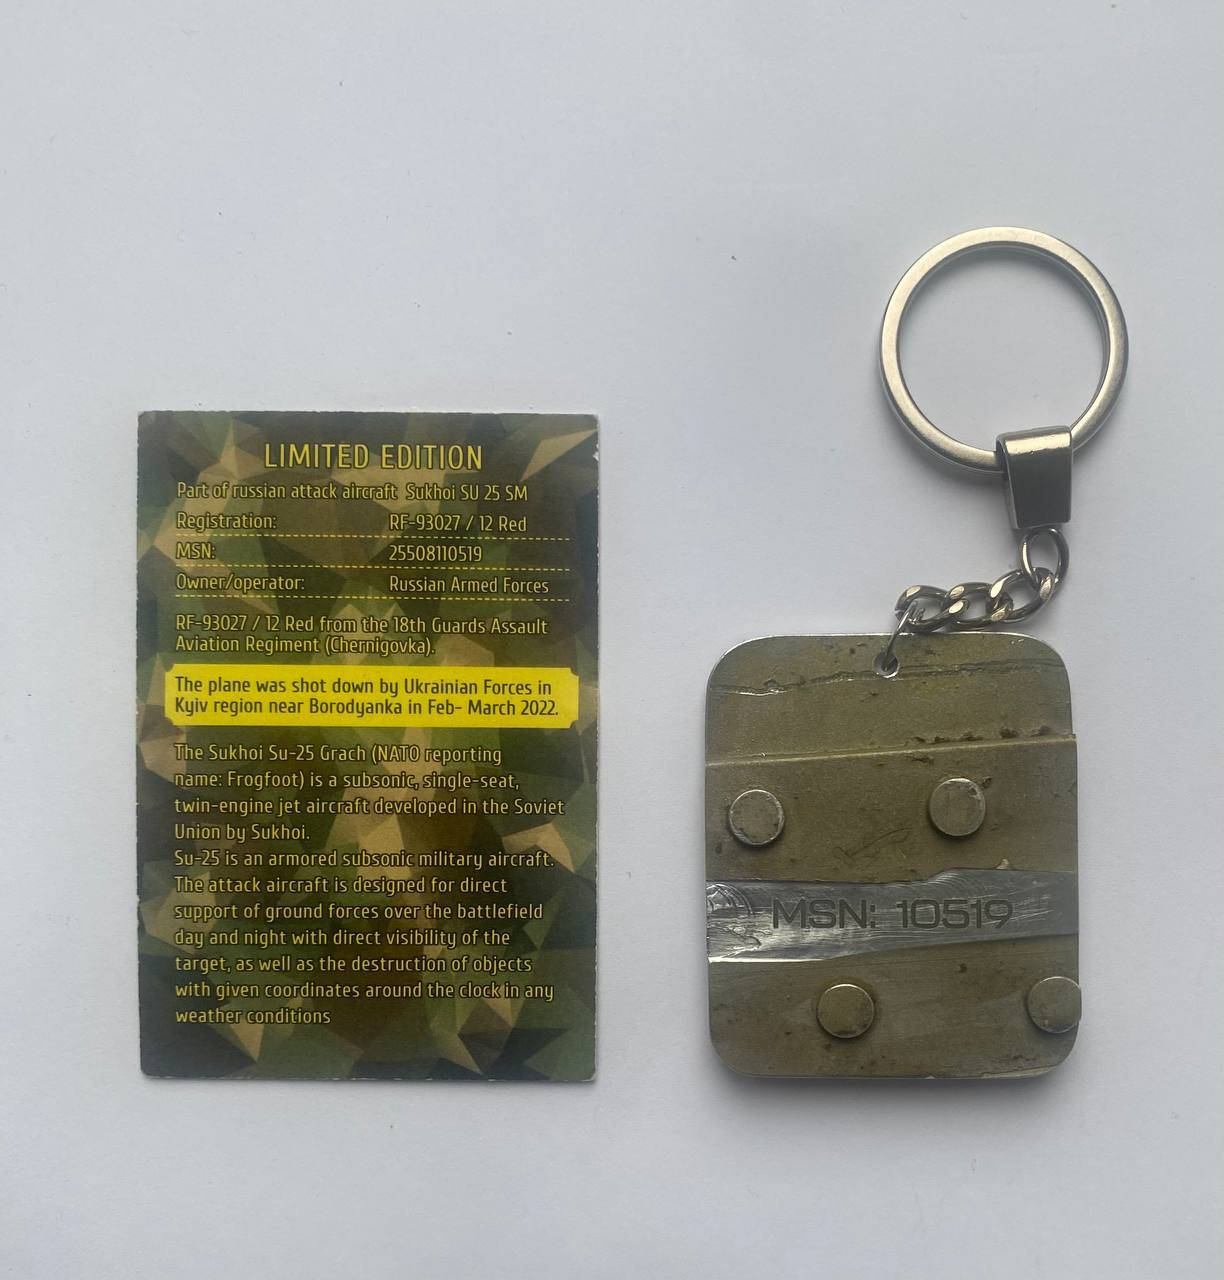 LIMITED EDITION
Part of russian attack aircraft Sukhoi SU 25 SM
Registration: RF-93027 / 12 Red
MSN: 25508110519
Owner/operator: Russian Armed Forces
RF-93027 / 12 Red from the 18th Guards Assault
Aviation Regiment (Chernigovka).
The plane was shot down by Ukrainian Forces in
Kyiv region near Borodyanka in Feb- March 2022.
The Sukhoi Su-25 Grach (NATO reporting
name: Frogfoot) is a subsonic, single-seat,
twin-engine jet aircraft developed in the Soviet
Union by Sukhoi.
Su-25 is an armored subsonic military aircraft.
The attack aircraft is designed for direct
support of ground forces over the battlefield
day and night with direct visibility of the
target, as well as the destruction of objects
with given coordinates around the clock in any
weather conditions
MSN: 10519